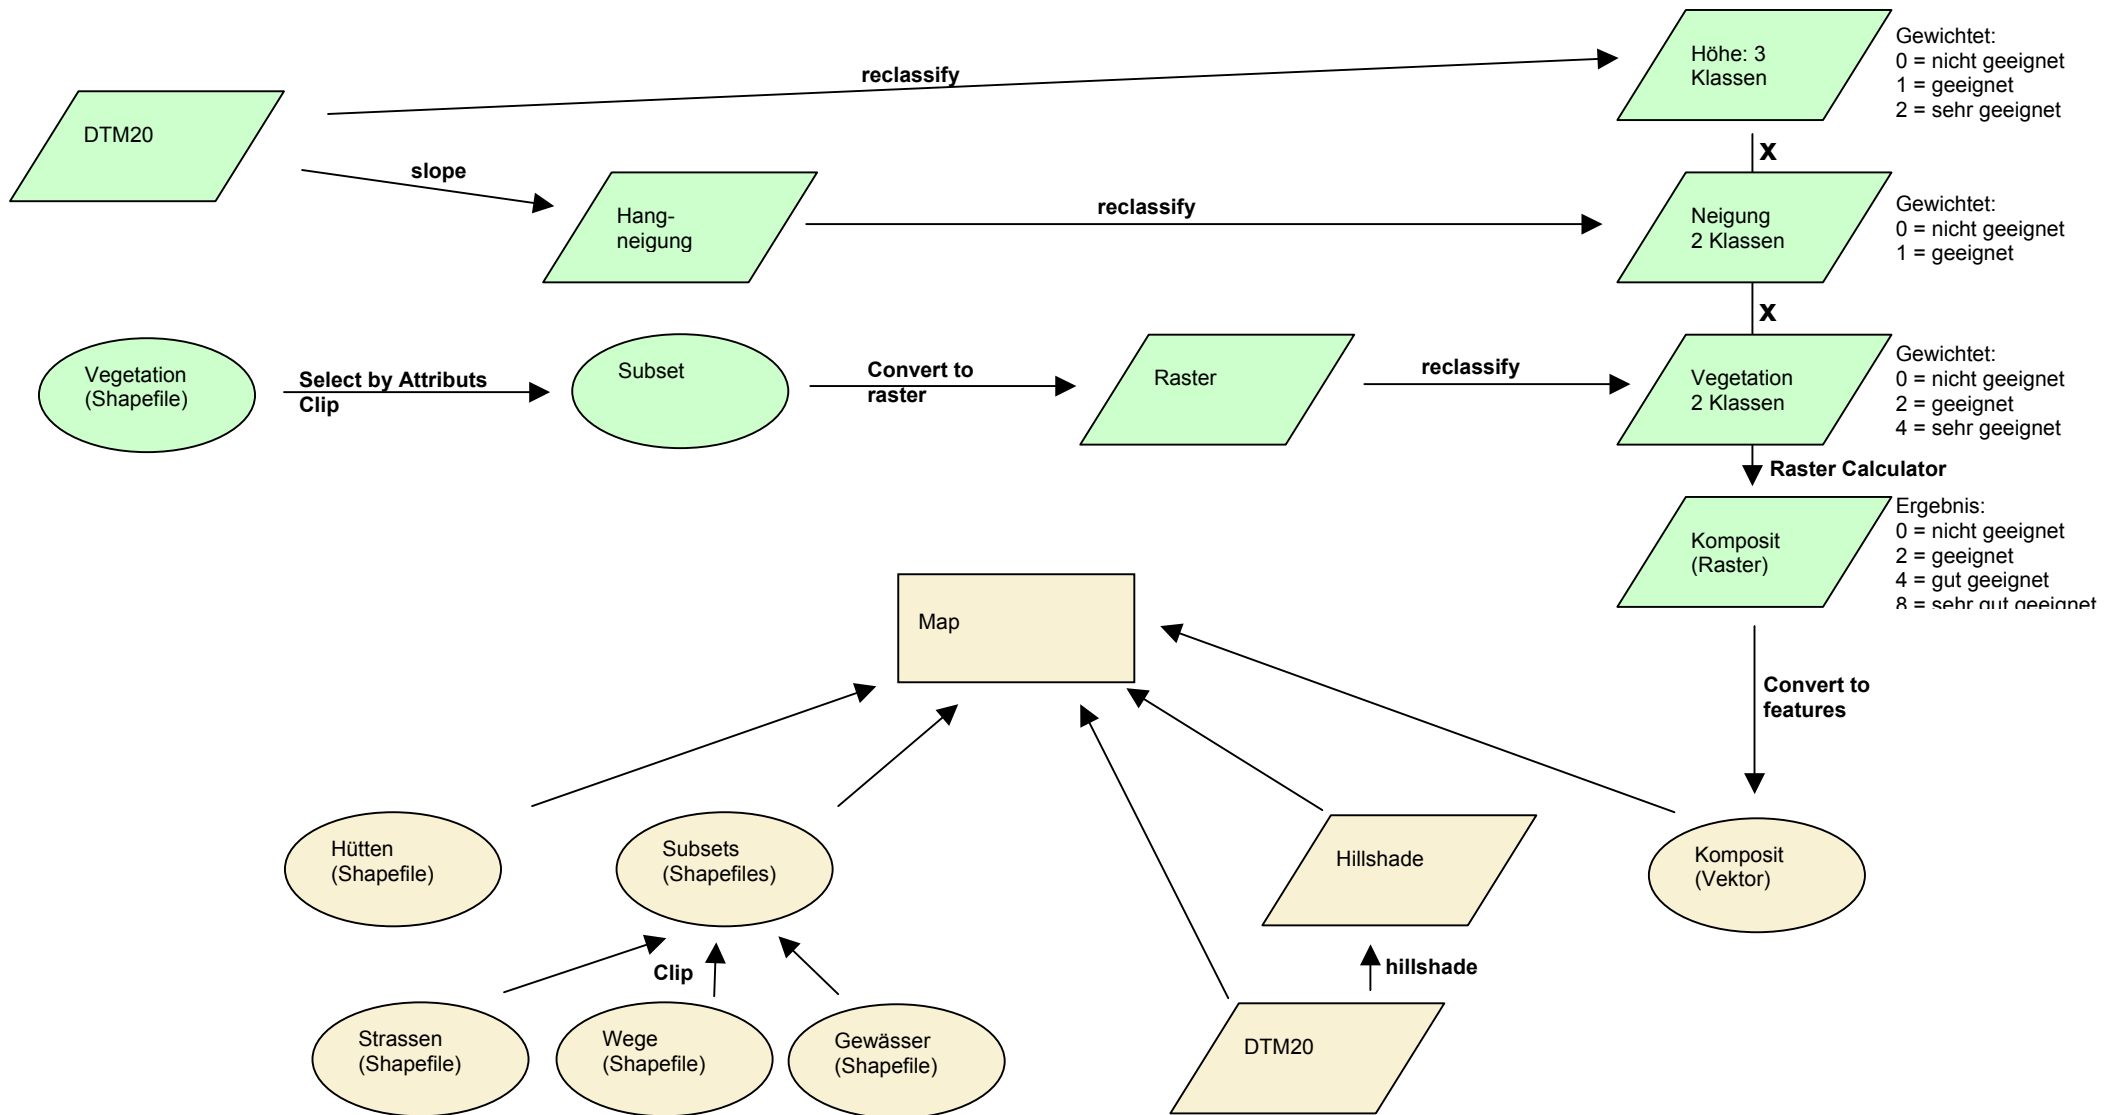 Höhe: 3
Klassen
Gewichtet:
0 = nicht geeignet
1 = geeignet
2 = sehr geeignet
reclassify
DTM20
x
slope
Hang-
neigung
reclassify
Neigung
2 Klassen
Gewichtet:
0 = nicht geeignet
1 = geeignet
x
Vegetation
(Shapefile)
Select by Attributs
Clip
Subset
Convert to
raster
Raster
reclassify
Vegetation
2 Klassen
Gewichtet:
0 = nicht geeignet
2 = geeignet
4 = sehr geeignet
Raster Calculator
Komposit
(Raster)
Ergebnis:
0 = nicht geeignet
2 = geeignet
4 = gut geeignet
8 = sehr gut geeignet
Map
Convert to
features
Hütten
(Shapefile)
Subsets
(Shapefiles)
Hillshade
Komposit
(Vektor)
Clip
hillshade
Strassen
(Shapefile)
Wege
(Shapefile)
Gewässer
(Shapefile)
DTM20